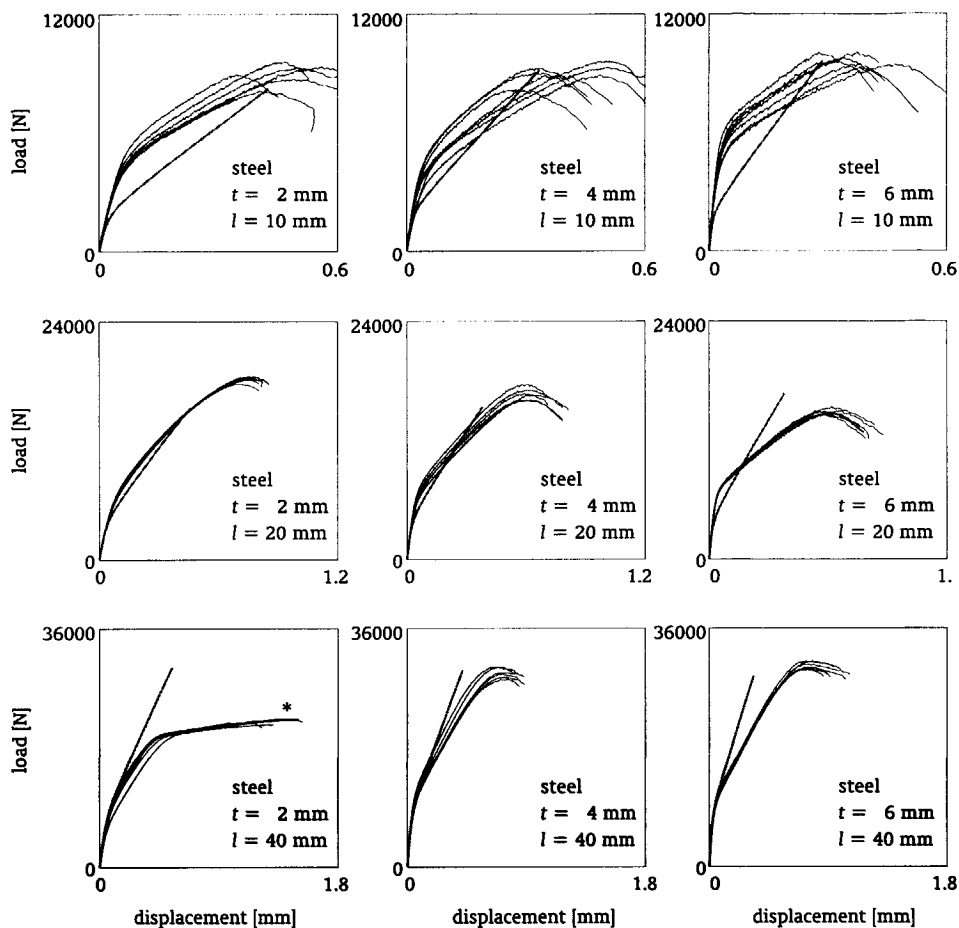 12000
load [N]
steel
t = 2 mm
l = 10 mm
0
0
0.6
12000
steel
t = 4 mm
l = 10 mm
0
0
0.6
12000
steel
t = 6 mm
l = 10 mm
0
0
0.6
24000
load [N]
steel
t = 2 mm
l = 20 mm
0
0
1.2
24000
steel
t = 4 mm
l = 20 mm
0
0
1.2
24000
steel
t = 6 mm
l = 20 mm
0
0
1.
36000
load [N]
*
steel
t = 2 mm
l = 40 mm
0
0
1.8
displacement [mm]
36000
steel
t = 4 mm
l = 40 mm
0
0
1.8
displacement [mm]
36000
steel
t = 6 mm
l = 40 mm
0
0
1.8
displacement [mm]